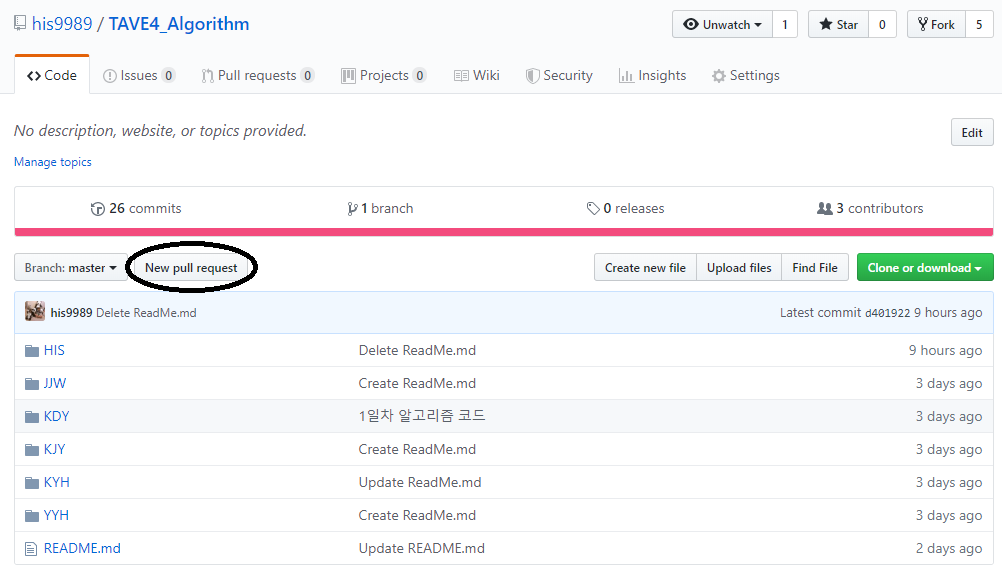 his9989 / TAVE4_Algorithm Unwatch 1 Star 0 Fork 5
Code Issues 0 Pull requests 0 Projects 0 Wiki Security Insights Settings
No description, website, or topics provided. Edit
Manage topics
26 commits 1 branch 0 releases 3 contributors
Branch: master New pull request Create new file Upload files Find File Clone or download
his9989 Delete ReadMe.md Latest commit d401922 9 hours ago
HIS Delete ReadMe.md 9 hours ago
JJW Create ReadMe.md 3 days ago
KDY 1일차 알고리즘 코드 3 days ago
KJY Create ReadMe.md 3 days ago
KYH Update ReadMe.md 3 days ago
YYH Create ReadMe.md 3 days ago
README.md Update README.md 2 days ago